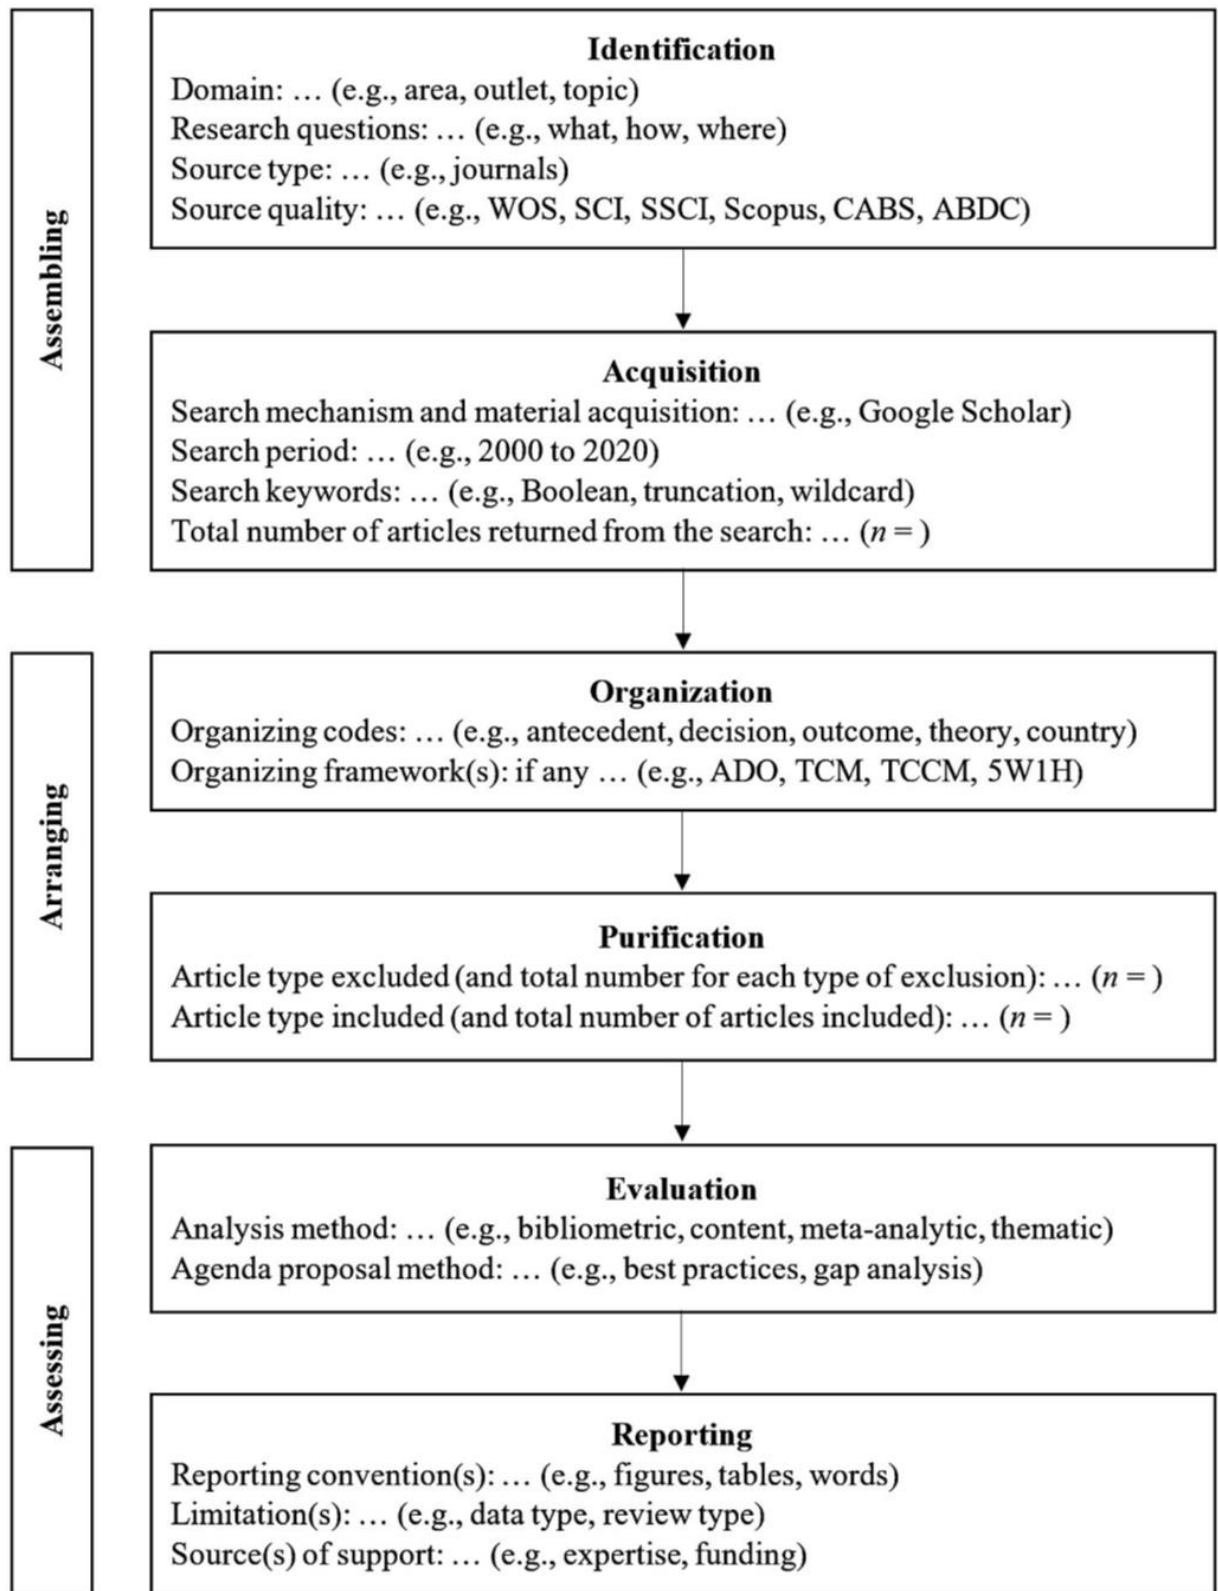 Assembling
Identification
Domain: … (e.g., area, outlet, topic)
Research questions: … (e.g., what, how, where)
Source type: … (e.g., journals)
Source quality: … (e.g., WOS, SCI, SSCI, Scopus, CABS, ABDC)
Acquisition
Search mechanism and material acquisition: … (e.g., Google Scholar)
Search period: … (e.g., 2000 to 2020)
Search keywords: … (e.g., Boolean, truncation, wildcard)
Total number of articles returned from the search: … (n = )
Arranging
Organization
Organizing codes: … (e.g., antecedent, decision, outcome, theory, country)
Organizing framework(s): if any … (e.g., ADO, TCM, TCCM, 5W1H)
Purification
Article type excluded (and total number for each type of exclusion): … (n = )
Article type included (and total number of articles included): … (n = )
Assessing
Evaluation
Analysis method: … (e.g., bibliometric, content, meta-analytic, thematic)
Agenda proposal method: … (e.g., best practices, gap analysis)
Reporting
Reporting convention(s): … (e.g., figures, tables, words)
Limitation(s): … (e.g., data type, review type)
Source(s) of support: … (e.g., expertise, funding)